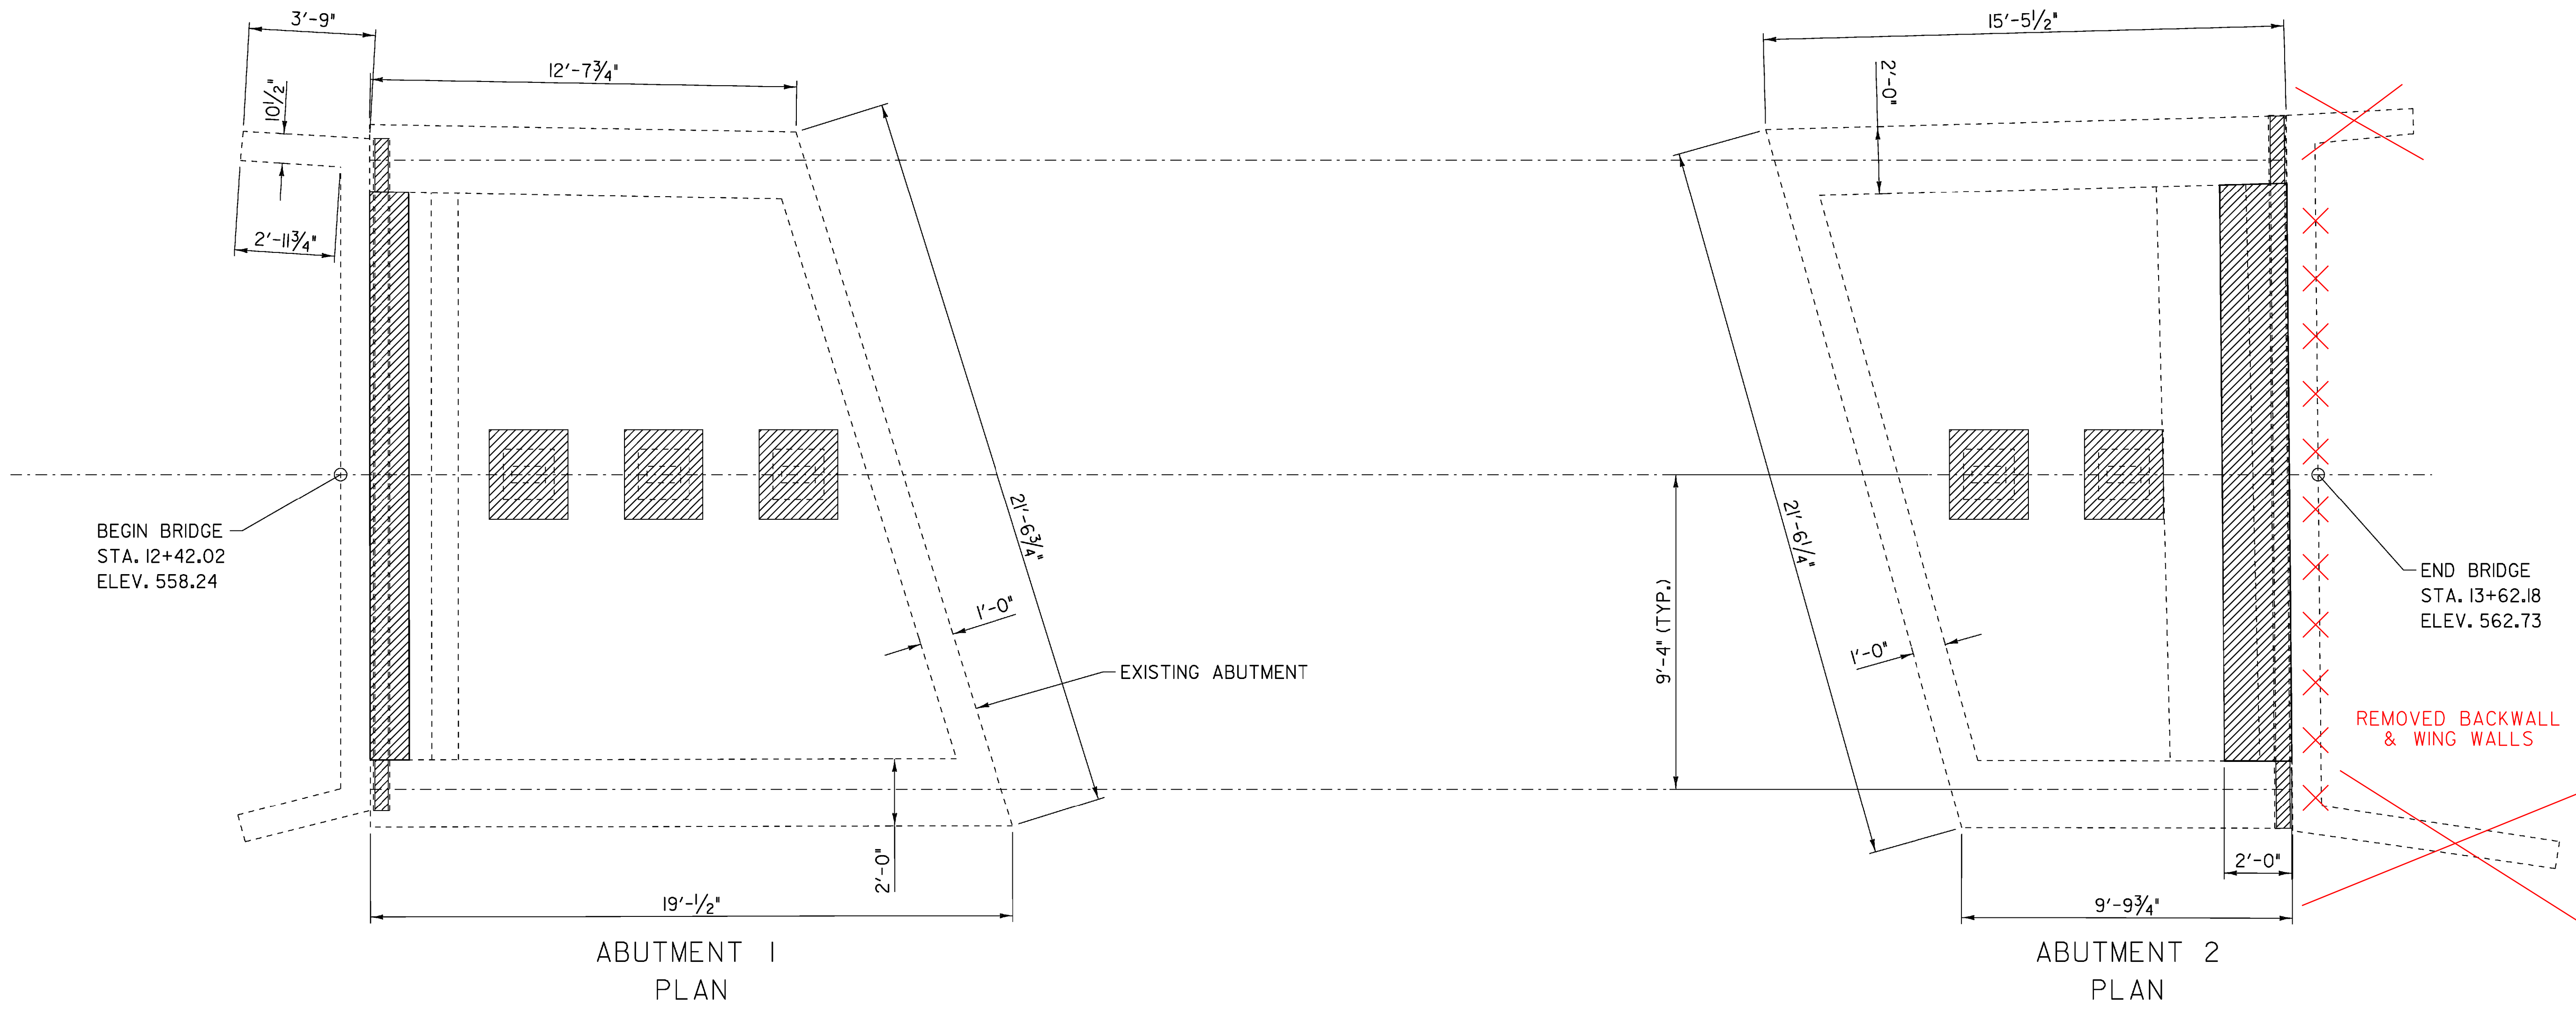 3'-9"
12'-7¾"
10½"
2'-11¾"
21'-6¾"
1'-0"
BEGIN BRIDGE
STA. 12+42.02
ELEV. 558.24
EXISTING ABUTMENT
2'-0"
19'-½"
ABUTMENT 1
PLAN
15'-5½"
2'-0"
21'-6¼"
9'-4" (TYP.)
1'-0"
END BRIDGE
STA. 13+62.18
ELEV. 562.73
REMOVED BACKWALL
& WING WALLS
2'-0"
9'-9¾"
ABUTMENT 2
PLAN